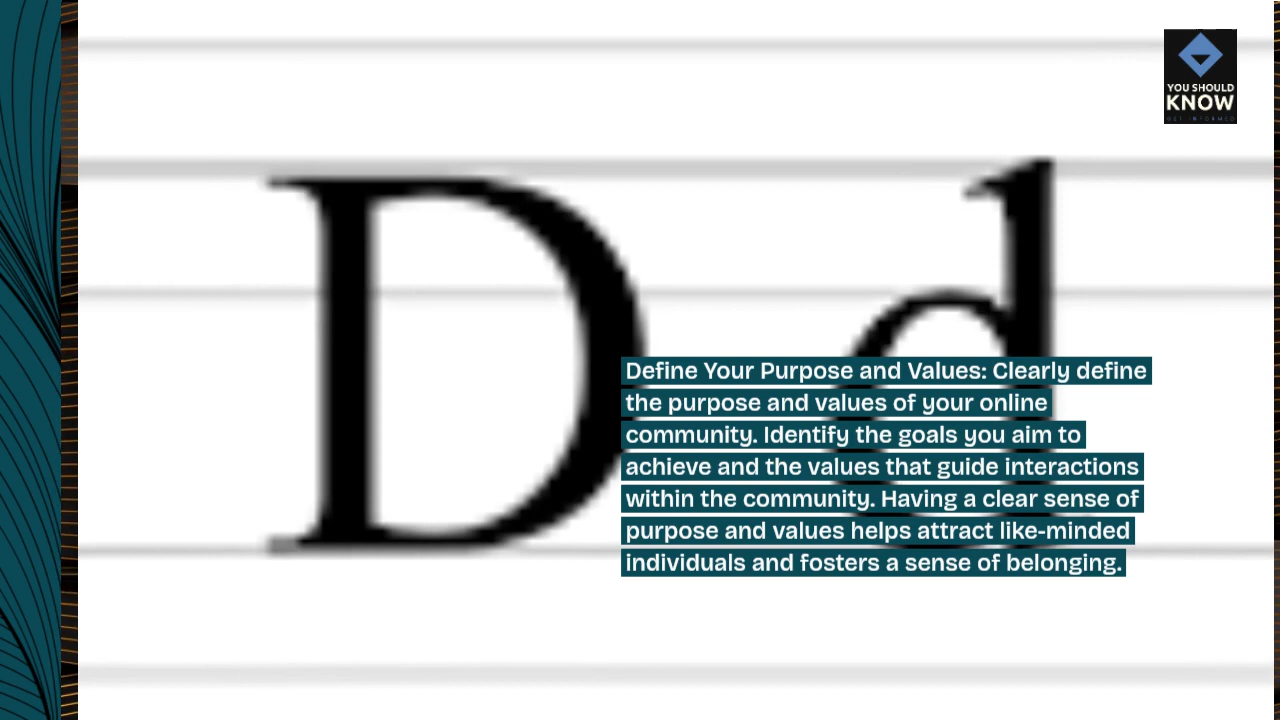 YOU SHOULD
KNOW
GET INFORMED
D d
Define Your Purpose and Values: Clearly define
the purpose and values of your online
community. Identify the goals you aim to
achieve and the values that guide interactions
within the community. Having a clear sense of
purpose and values helps attract like-minded
individuals and fosters a sense of belonging.